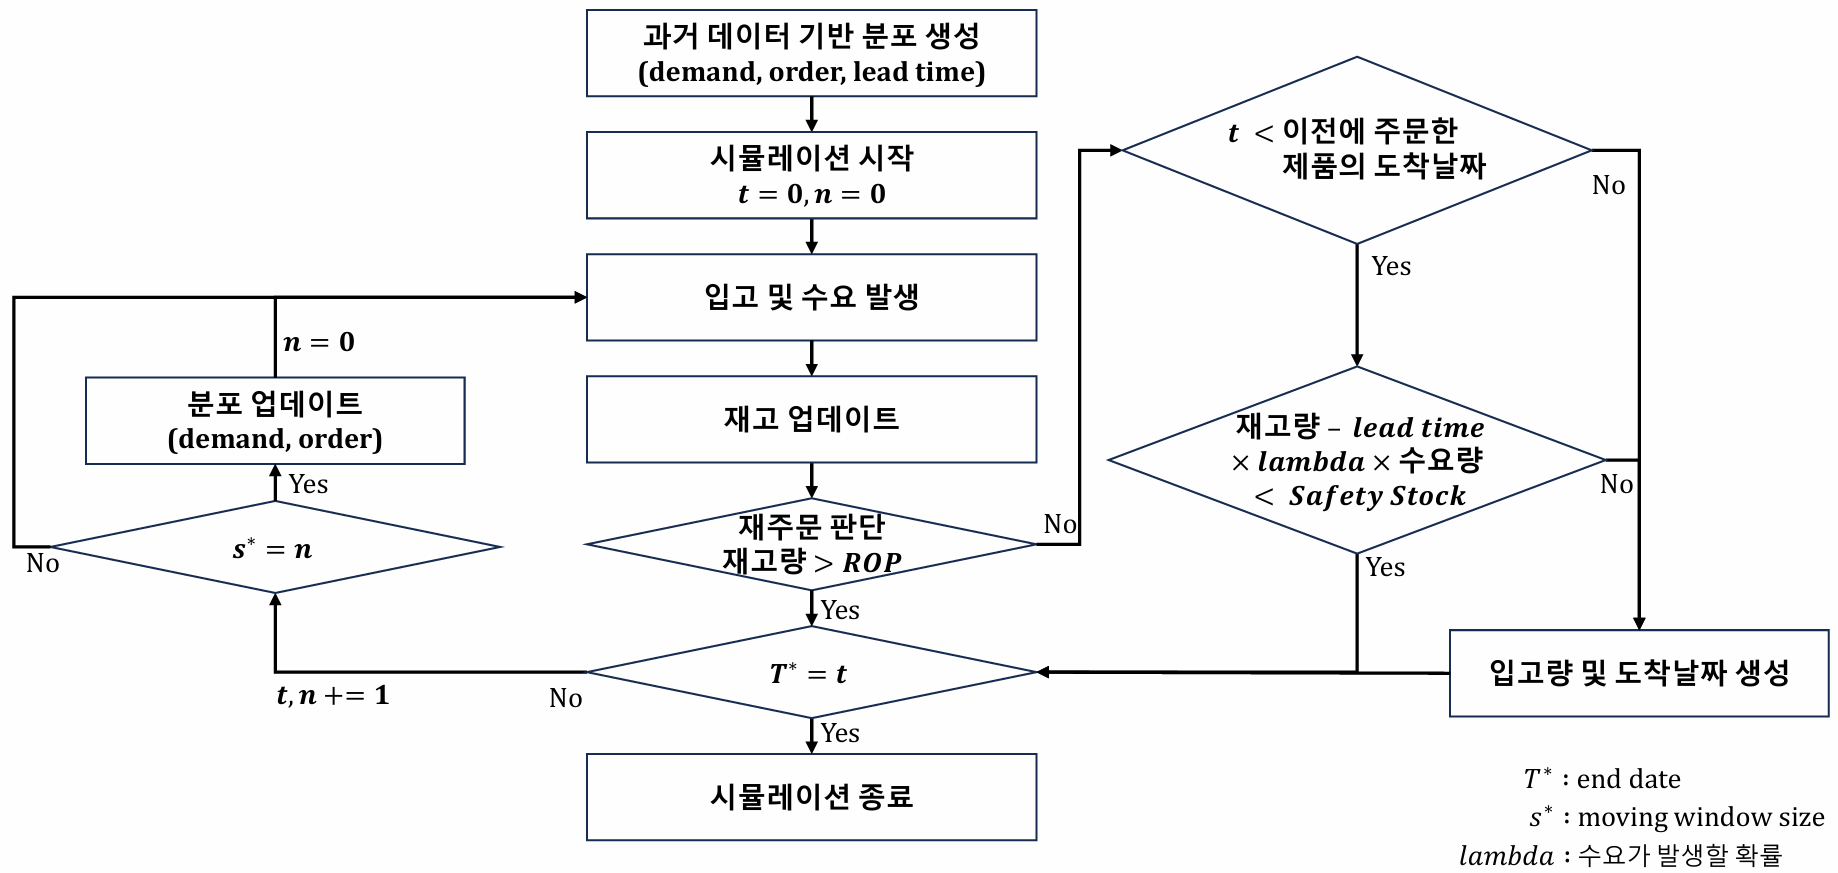 과거 데이터 기반 분포 생성
(demand, order, lead time)
시뮬레이션 시작
t = 0, n = 0
입고 및 수요 발생
재고 업데이트
재주문 판단
재고량 > ROP
No
Yes
T* = t
No
Yes
시뮬레이션 종료
t, n += 1
s* = n
No
Yes
분포 업데이트
(demand, order)
n = 0
t < 이전에 주문한
제품의 도착날짜
No
Yes
재고량 – lead time
× lambda × 수요량
< Safety Stock
No
Yes
입고량 및 도착날짜 생성
T* : end date
s* : moving window size
lambda : 수요가 발생할 확률